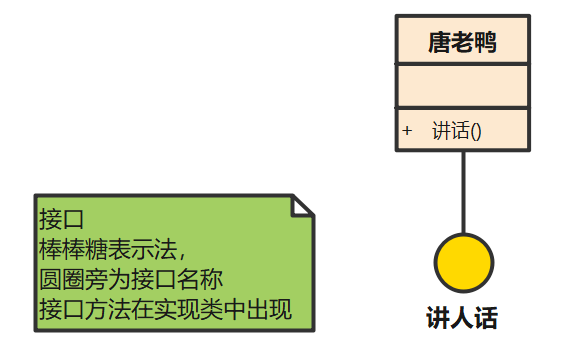 唐老鸭
+ 讲话()
接口
棒棒糖表示法，
圆圈旁为接口名称
接口方法在实现类中出现
讲人话